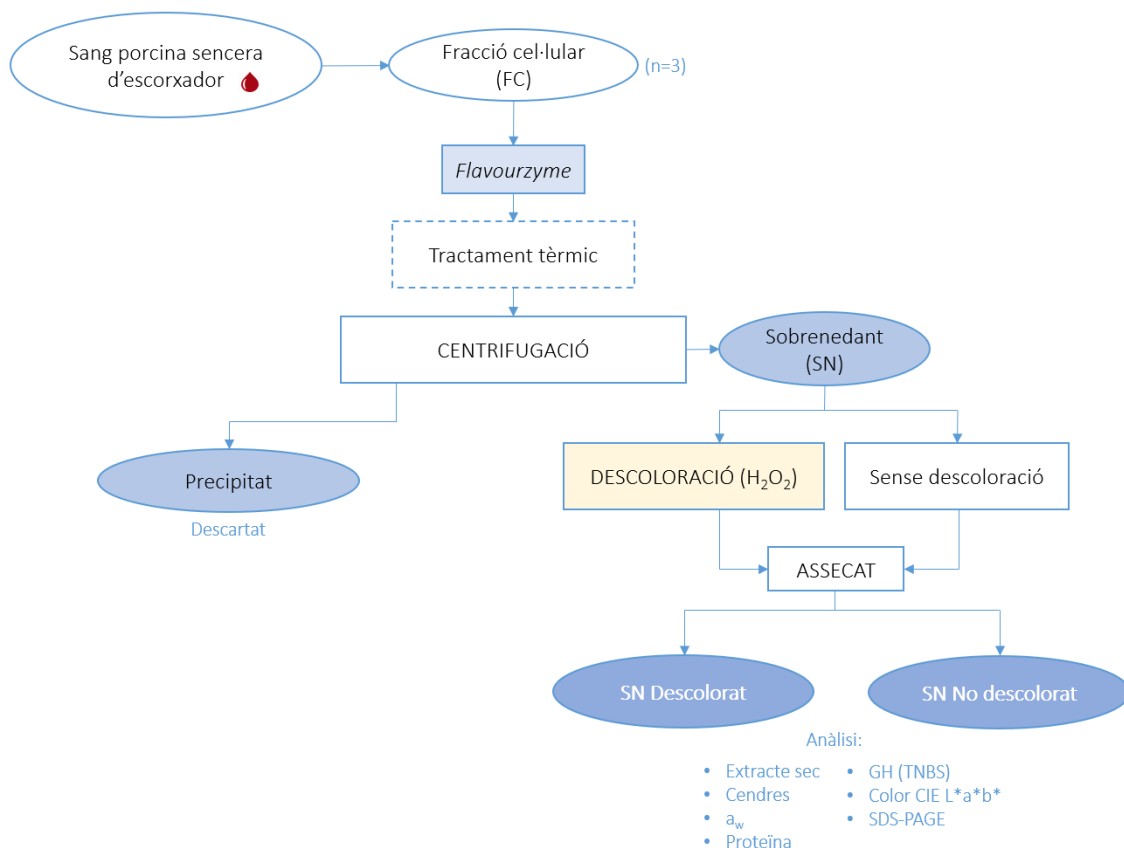 Sang porcina sencera
d'escorxador
Fracció cel·lular
(FC)
(n=3)
Flavourzyme
Tractament tèrmic
CENTRIFUGACIÓ
Sobrenedant
(SN)
Precipitat
Descartat
DESCOLORACIÓ (H₂O₂)
Sense descoloració
ASSECAT
SN Descolorat
SN No descolorat
Anàlisi:
• Extracte sec
• Cendres
• aw
• Proteïna
• GH (TNBS)
• Color CIE L*a*b*
• SDS-PAGE